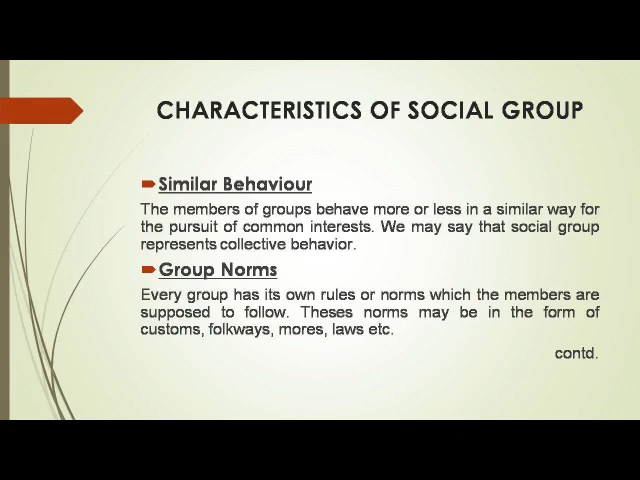 CHARACTERISTICS OF SOCIAL GROUP
Similar Behaviour
The members of groups behave more or less in a similar way for
the pursuit of common interests. We may say that social group
represents collective behavior.
Group Norms
Every group has its own rules or norms which the members are
supposed to follow. Theses norms may be in the form of
customs, folkways, mores, laws etc.
contd.